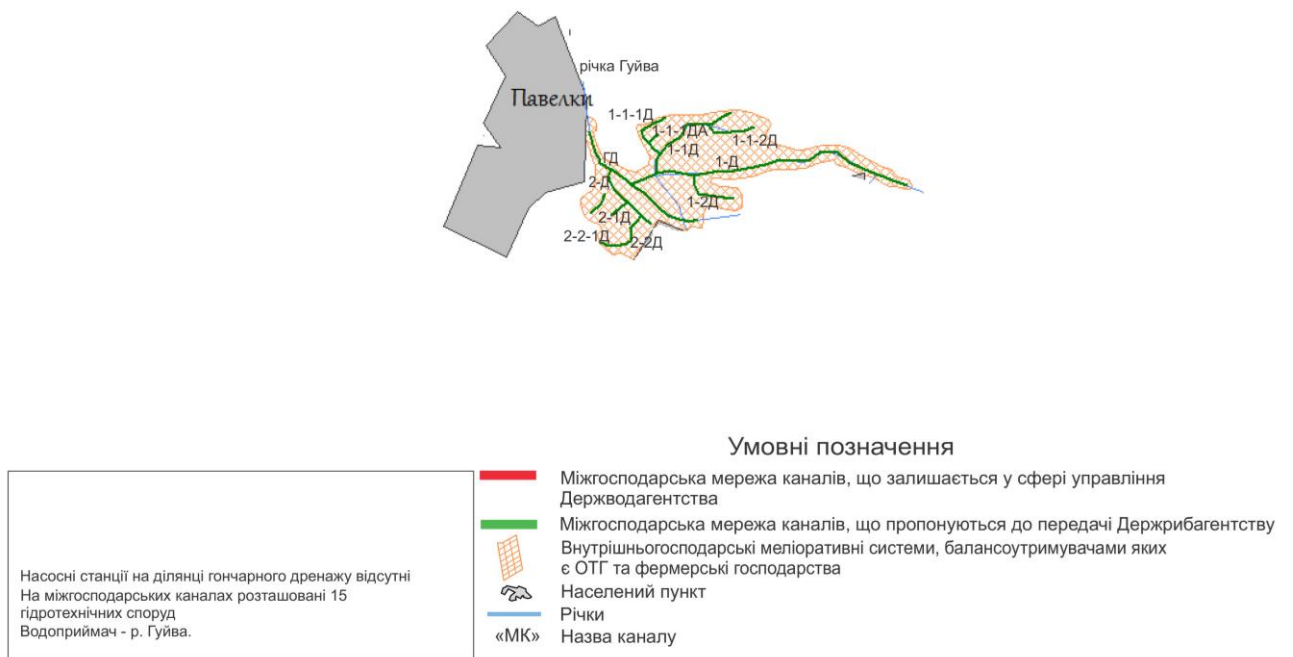 річка Гуйва
Павелки
1-1-1Д
1-1-1ДА
1-1-2Д
1-1Д
ГД
1-Д
2-Д
1-2Д
2-1Д
2-2-1Д
2-2Д
Умовні позначення
Міжгосподарська мережа каналів, що залишається у сфері управління
Держводагентства
Міжгосподарська мережа каналів, що пропонуються до передачі Держрибагентству
Внутрішньогосподарські меліоративні системи, балансоутримувачами яких
є ОТГ та фермерські господарства
Населений пункт
Річки
«МК» Назва каналу
Насосні станції на ділянці гончарного дренажу відсутні
На міжгосподарських каналах розташовані 15
гідротехнічних споруд
Водоприймач - р. Гуйва.